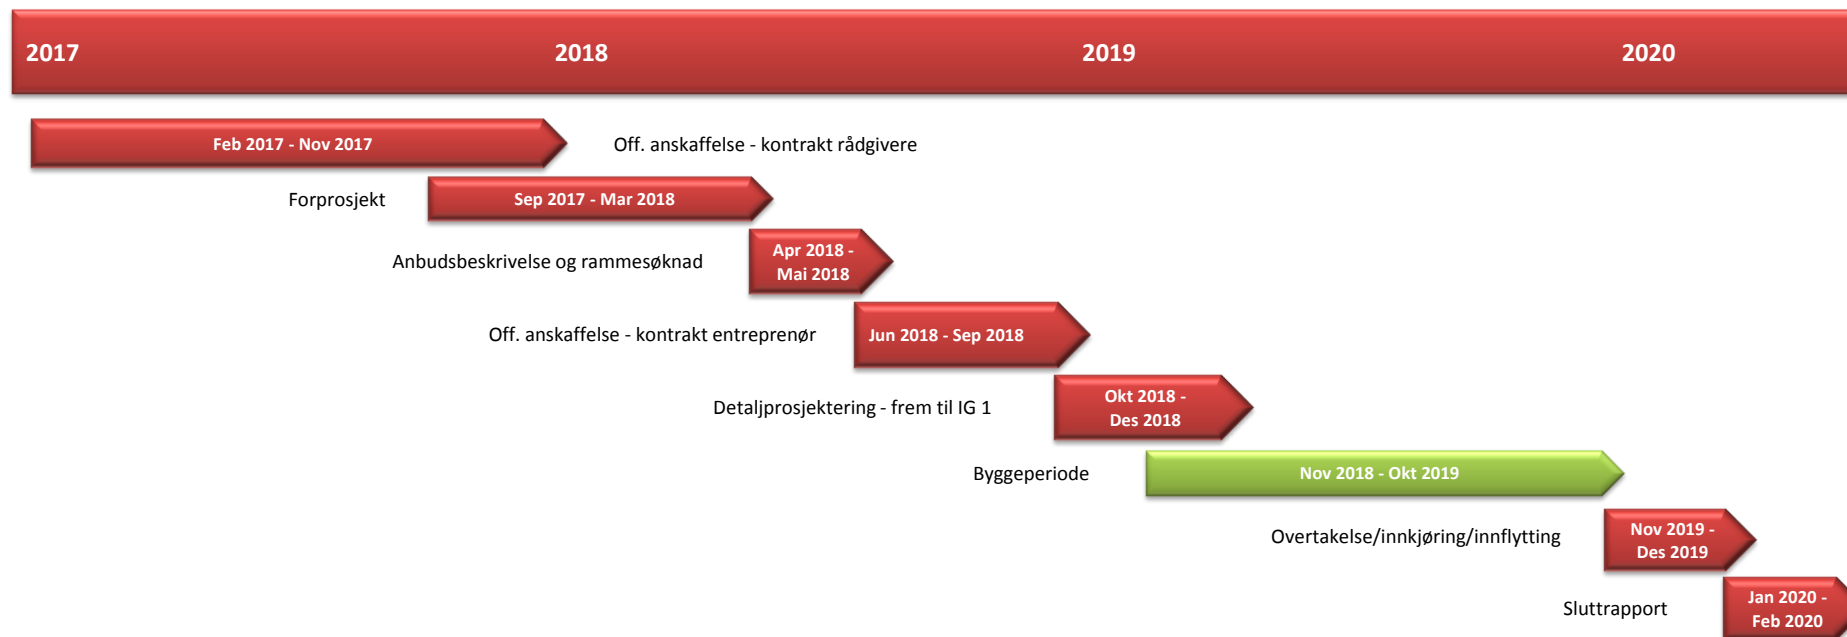 2017 2018 2019 2020
Feb 2017 - Nov 2017 Off. anskaffelse - kontrakt rådgivere
Forprosjekt Sep 2017 - Mar 2018
Anbudsbeskrivelse og rammesøknad
Apr 2018 -
Mai 2018
Off. anskaffelse - kontrakt entreprenør Jun 2018 - Sep 2018
Detaljprosjektering - frem til IG 1
Okt 2018 -
Des 2018
Byggeperiode Nov 2018 - Okt 2019
Overtakelse/innkjøring/innflytting
Nov 2019 -
Des 2019
Sluttrapport
Jan 2020 -
Feb 2020